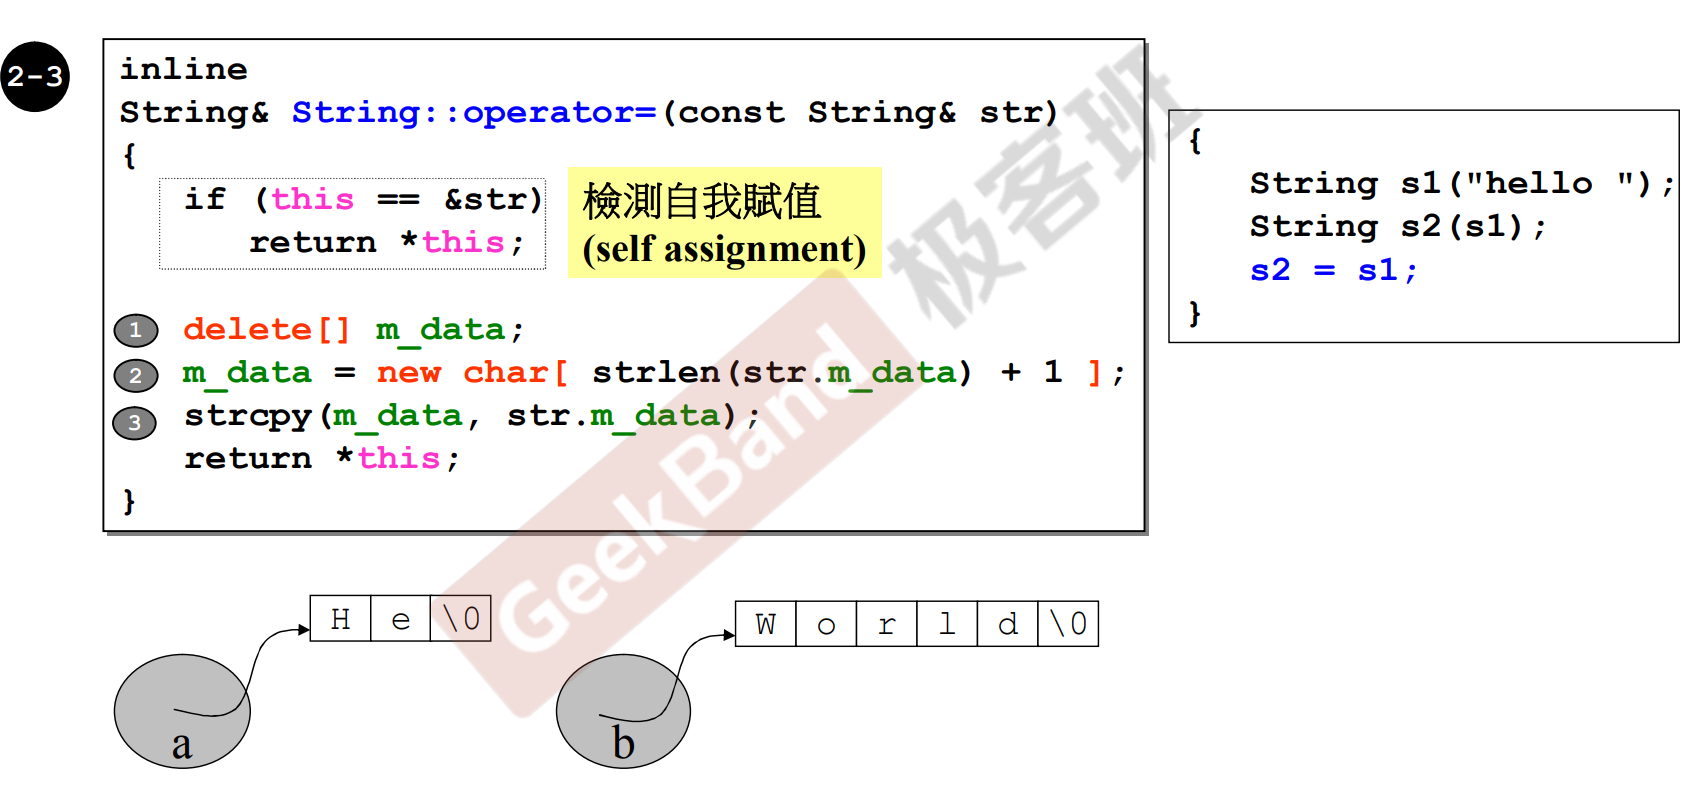 2-3
inline
String& String::operator=(const String& str)
{
if (this == &str)
return *this;
檢測自我賦值
(self assignment)
1 delete[] m_data;
2 m_data = new char[ strlen(str.m_data) + 1 ];
3 strcpy(m_data, str.m_data);
return *this;
}
{
String s1("hello ");
String s2(s1);
s2 = s1;
}
H e \0
a
W o r l d \0
b
GeekBand 极客班